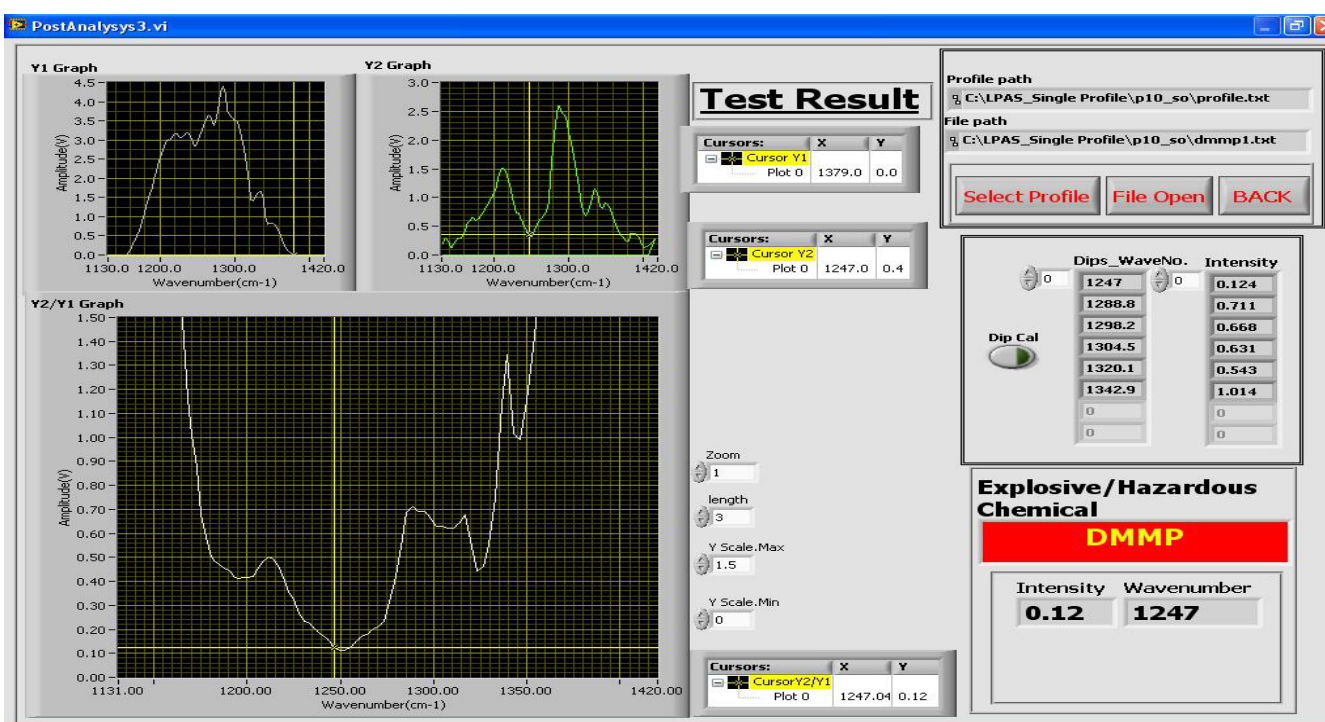 PostAnalysys3.vi
Y1 Graph
4.5
4.0
3.5
3.0
2.5
2.0
1.5
1.0
0.5
0.0
Amplitude(V)
1130.0 1200.0 1300.0 1420.0
Wavenumber(cm-1)
Y2 Graph
3.0
2.5
2.0
1.5
1.0
0.5
0.0
Amplitude(V)
1130.0 1200.0 1300.0 1420.0
Wavenumber(cm-1)
Test Result
Cursors: X Y
Cursor Y1
Plot 0 1379.0 0.0
Cursors: X Y
Cursor Y2
Plot 0 1247.0 0.4
Profile path
C:\LPAS_Single Profile\p10_so\profile.txt
File path
C:\LPAS_Single Profile\p10_so\dmmp1.txt
Select Profile File Open BACK
Dips_WaveNo. Intensity
0 1247 0 0.124
1288.8 0.711
1298.2 0.668
1304.5 0.631
1320.1 0.543
1342.9 1.014
0 0
0 0
Dip Cal
Y2/Y1 Graph
1.50
1.40
1.30
1.20
1.10
1.00
0.90
0.80
0.70
0.60
0.50
0.40
0.30
0.20
0.10
0.00
Amplitude(V)
1131.00 1200.00 1250.00 1300.00 1350.00 1420.00
Wavenumber(cm-1)
Zoom
1
length
3
Y Scale.Max
1.5
Y Scale.Min
0
Cursors: X Y
CursorY2/Y1
Plot 0 1247.04 0.12
Explosive/Hazardous
Chemical
DMMP
Intensity Wavenumber
0.12 1247